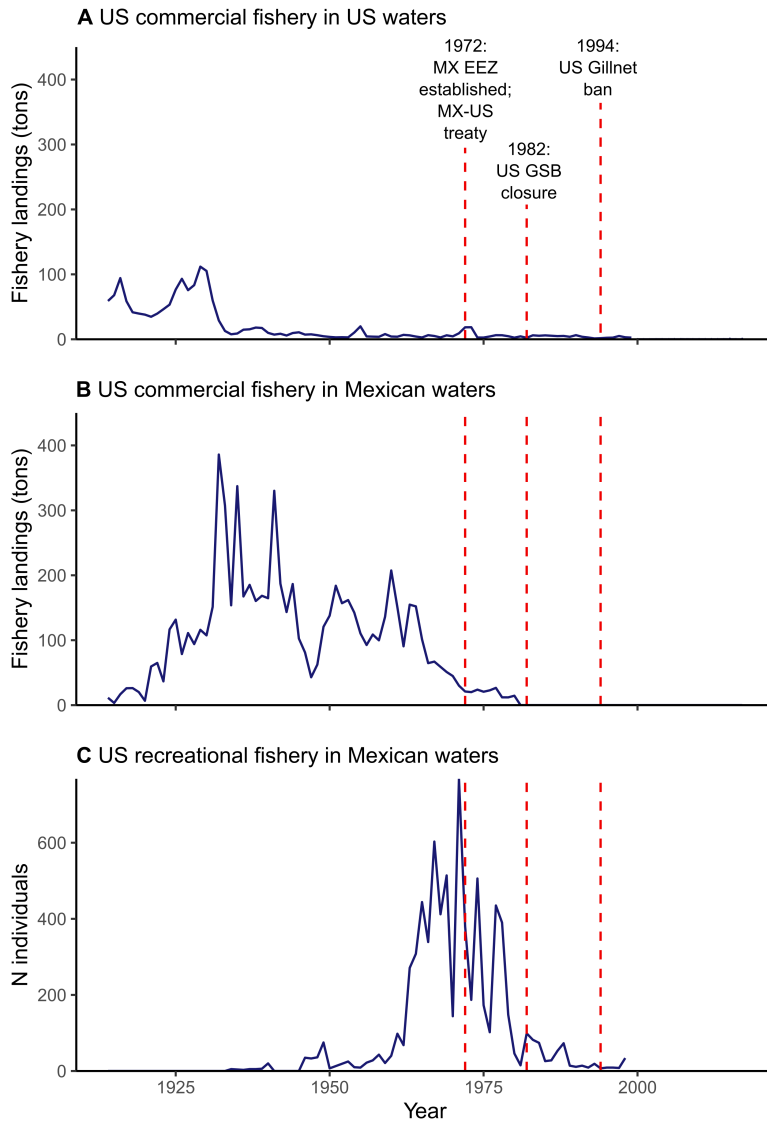 A US commercial fishery in US waters
1972:
MX EEZ
established;
MX-US
treaty
1994:
US Gillnet
ban
1982:
US GSB
closure
Fishery landings (tons)
400
300
200
100
0
B US commercial fishery in Mexican waters
Fishery landings (tons)
400
300
200
100
0
C US recreational fishery in Mexican waters
N individuals
600
400
200
0
1925
1950
1975
2000
Year